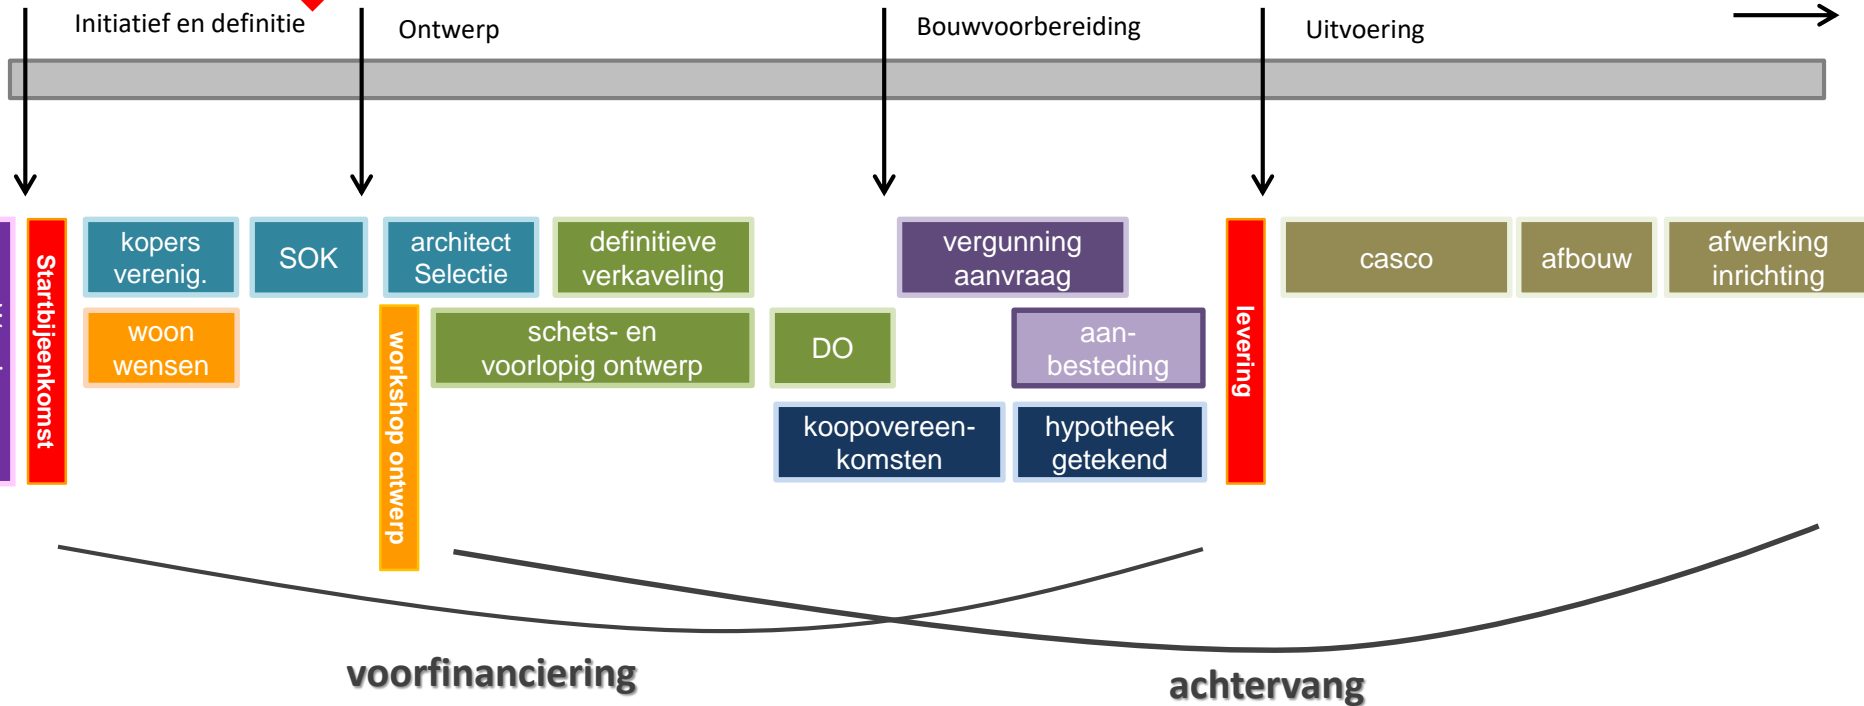 Initiatief en definitie
Ontwerp
Bouwvoorbereiding
Uitvoering
Startbijeenkomst
kopers
verenig.
SOK
architect
Selectie
definitieve
verkaveling
vergunning
aanvraag
levering
casco
afbouw
afwerking
inrichting
woon
wensen
workshop ontwerp
schets- en
voorlopig ontwerp
DO
aan-
besteding
koopovereen-
komsten
hypotheek
getekend
voorfinanciering
achtervang